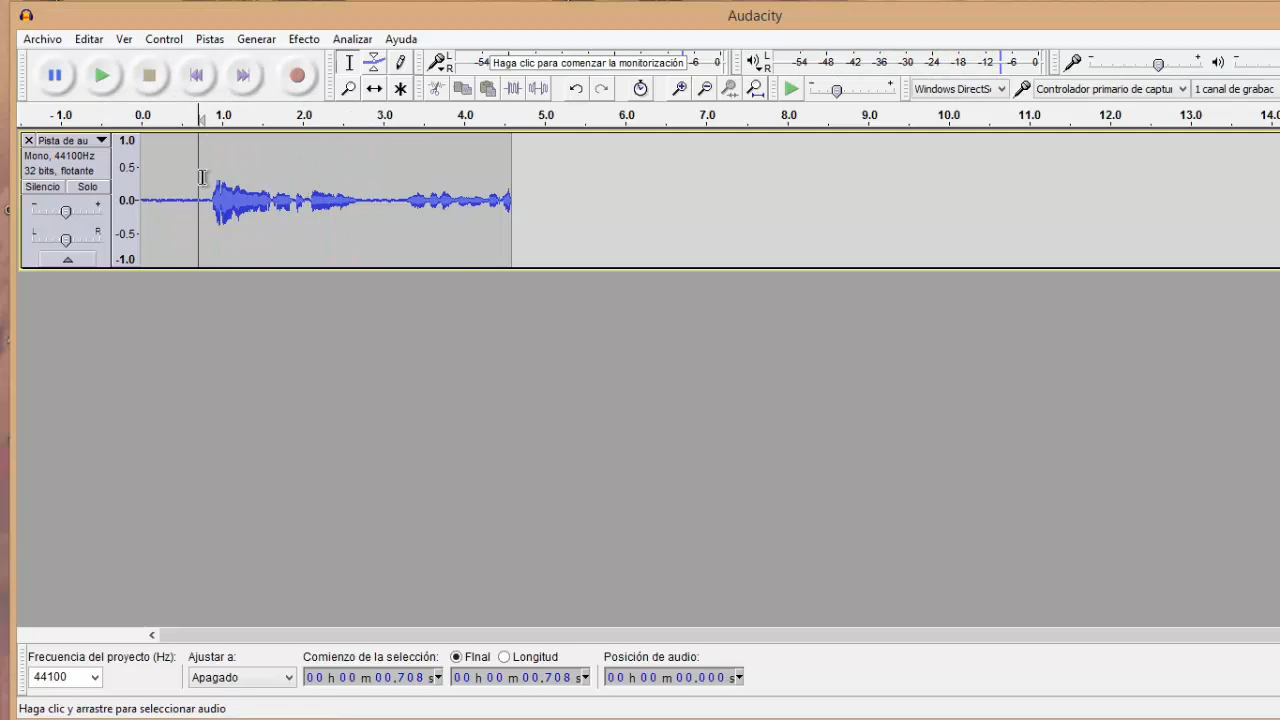 Audacity
Archivo Editar Ver Control Pistas Generar Efecto Analizar Ayuda
L R -54 Haga clic para comenzar la monitorización -6 0 L R -54 -48 -42 -36 -30 -24 -18 -12 -6 0
Windows DirectS Controlador primario de captu 1 canal de grabac
- 1.0 0.0 1.0 2.0 3.0 4.0 5.0 6.0 7.0 8.0 9.0 10.0 11.0 12.0 13.0 14.0
Pista de au
Mono, 44100Hz
32 bits, flotante
Silencio Solo
- +
L R
1.0
0.5
0.0
-0.5
-1.0
Frecuencia del proyecto (Hz): Ajustar a: Comienzo de la selección: FInal Longitud Posición de audio:
44100 Apagado 00 h 00 m 00.708 s 00 h 00 m 00.708 s 00 h 00 m 00.000 s
Haga clic y arrastre para seleccionar audio